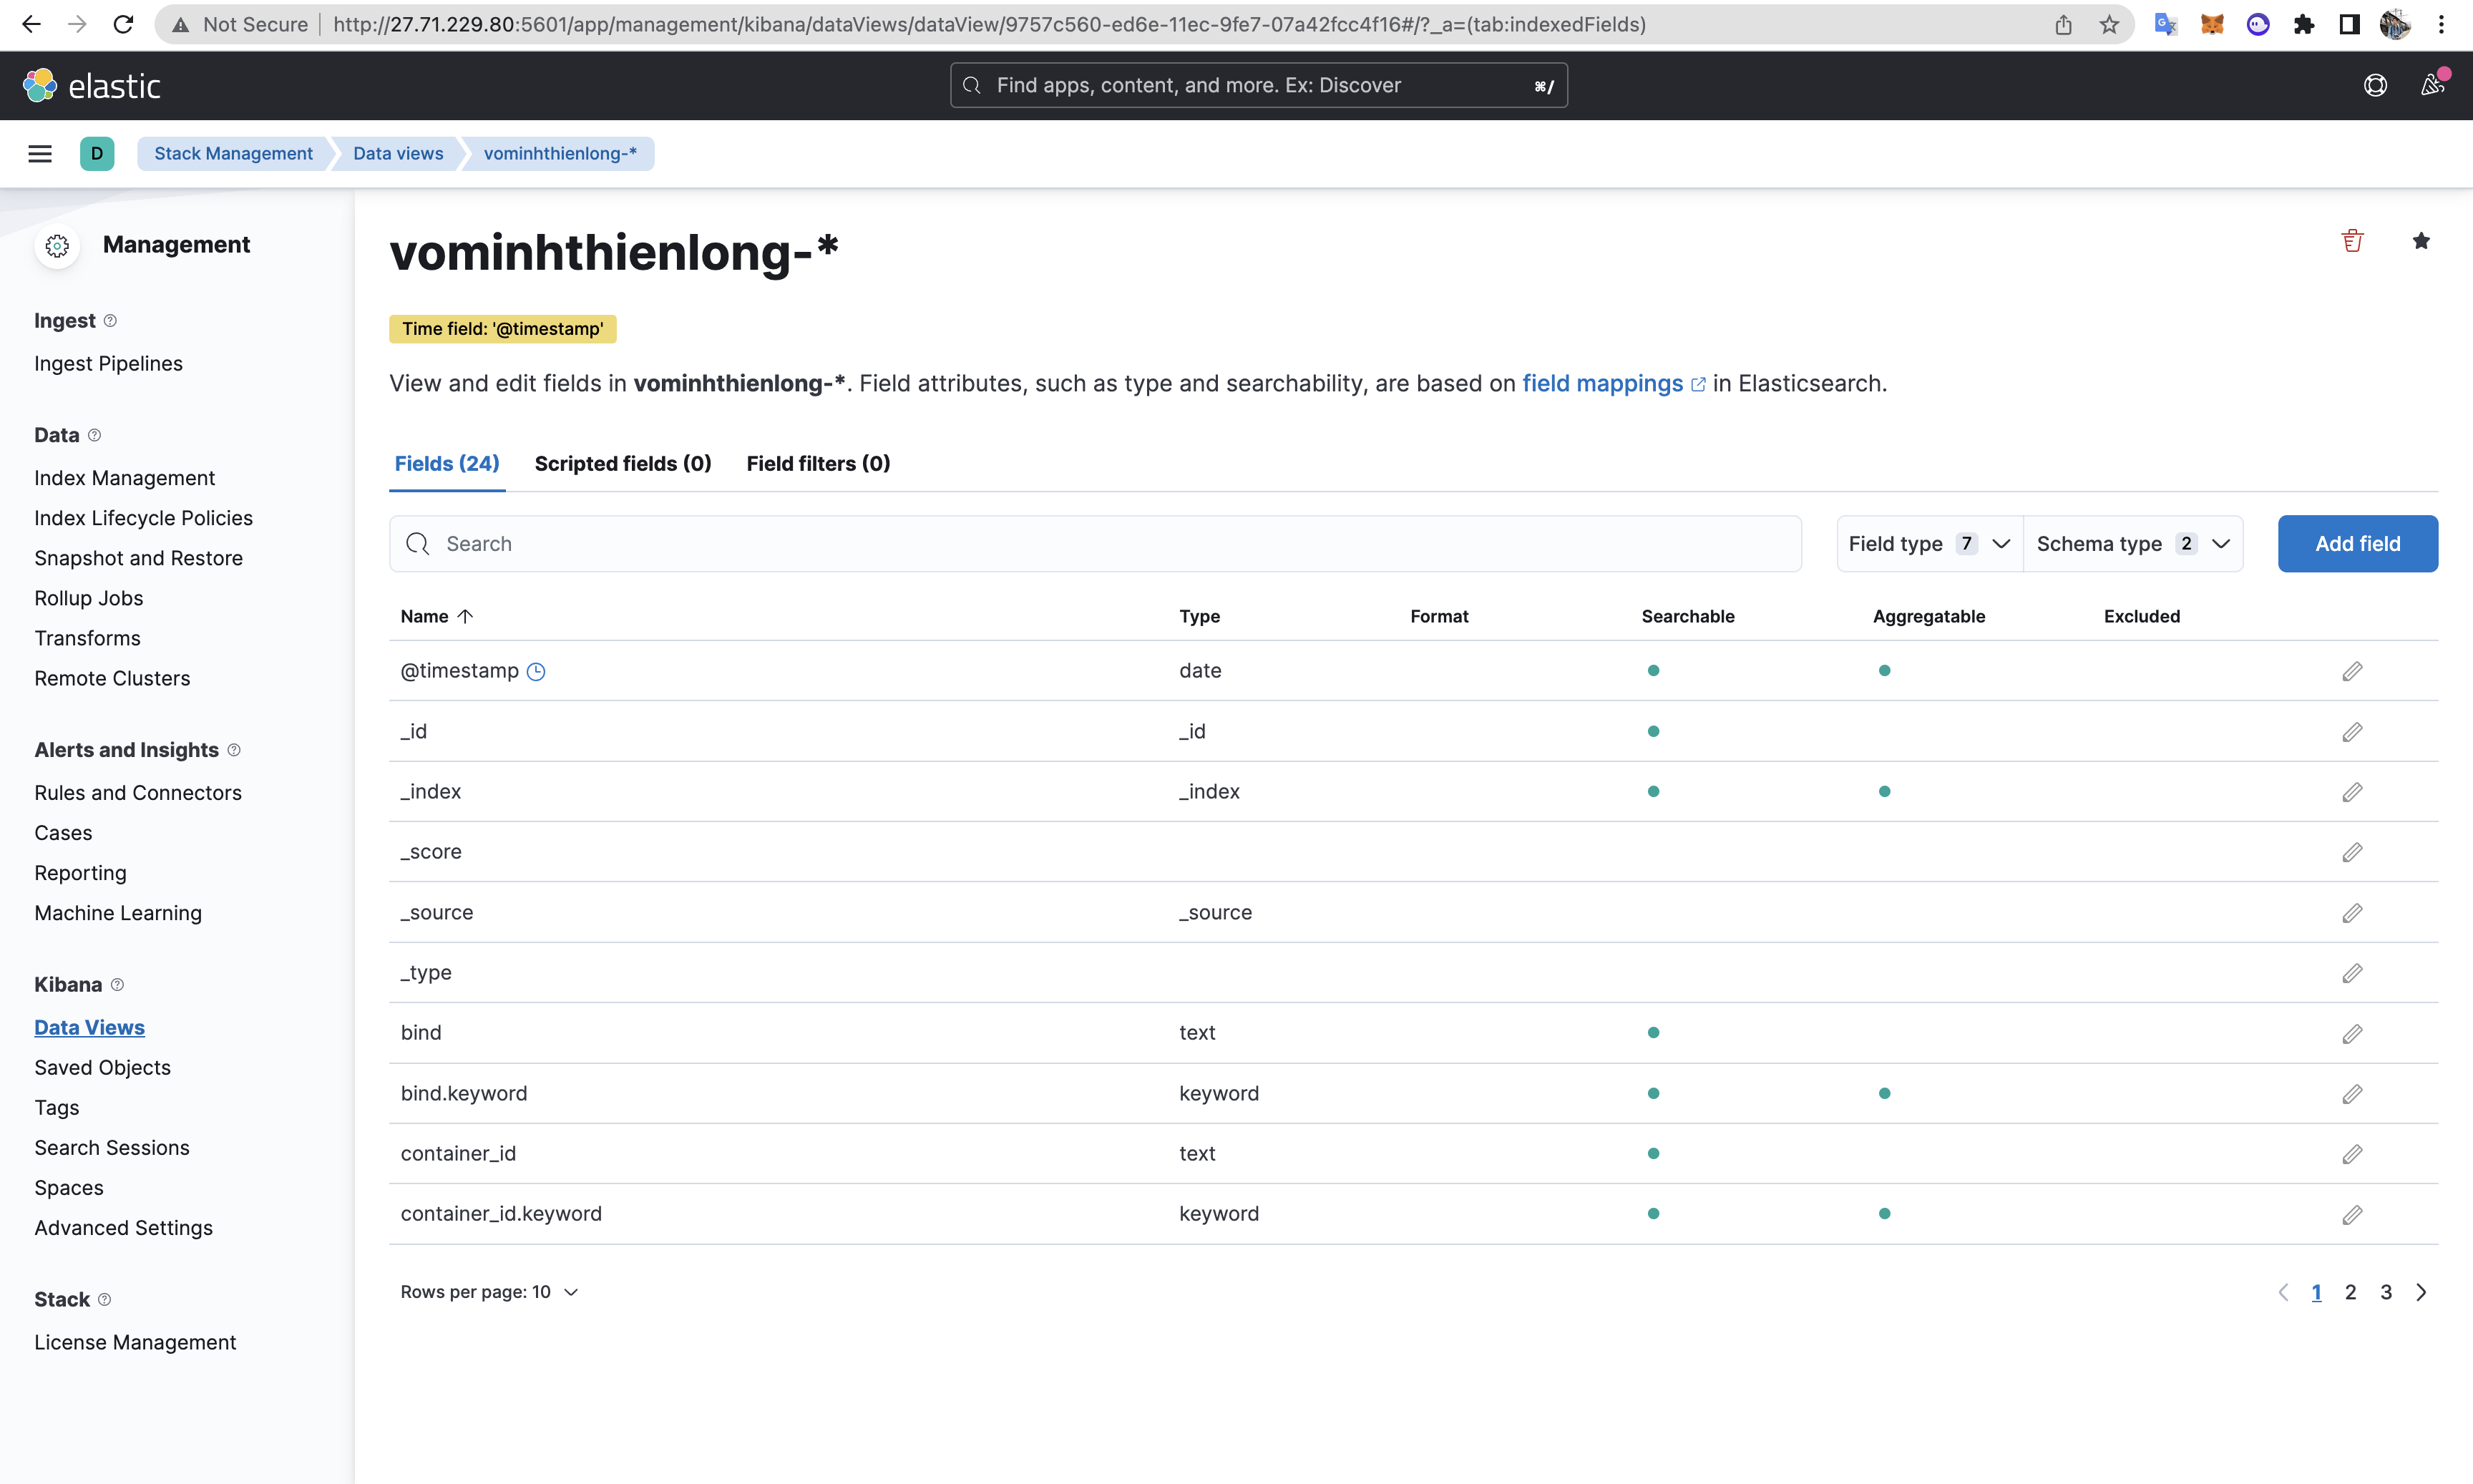 Not Secure http://27.71.229.80:5601/app/management/kibana/dataViews/dataView/9757c560-ed6e-11ec-9fe7-07a42fcc4f16#/?_a=(tab:indexedFields)
elastic
Find apps, content, and more. Ex: Discover ⌘/
D Stack Management Data views vominhthienlong-*
Management
Ingest
Ingest Pipelines
Data
Index Management
Index Lifecycle Policies
Snapshot and Restore
Rollup Jobs
Transforms
Remote Clusters
Alerts and Insights
Rules and Connectors
Cases
Reporting
Machine Learning
Kibana
Data Views
Saved Objects
Tags
Search Sessions
Spaces
Advanced Settings
Stack
License Management
vominhthienlong-*
Time field: '@timestamp'
View and edit fields in vominhthienlong-*. Field attributes, such as type and searchability, are based on field mappings in Elasticsearch.
Fields (24) Scripted fields (0) Field filters (0)
Search Field type 7 Schema type 2 Add field
Name Type Format Searchable Aggregatable Excluded
@timestamp date
_id _id
_index _index
_score
_source _source
_type
bind text
bind.keyword keyword
container_id text
container_id.keyword keyword
Rows per page: 10 1 2 3